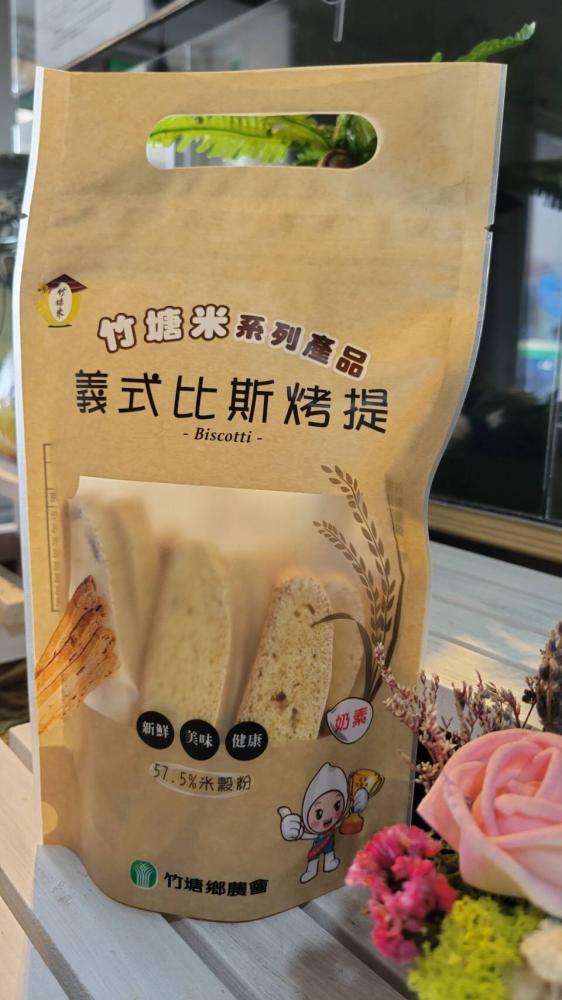 竹塘米
竹塘米系列產品
義式比斯烤提
- Biscotti -
新鮮 美味 健康
奶素
57.5%米穀粉
竹塘鄉農會